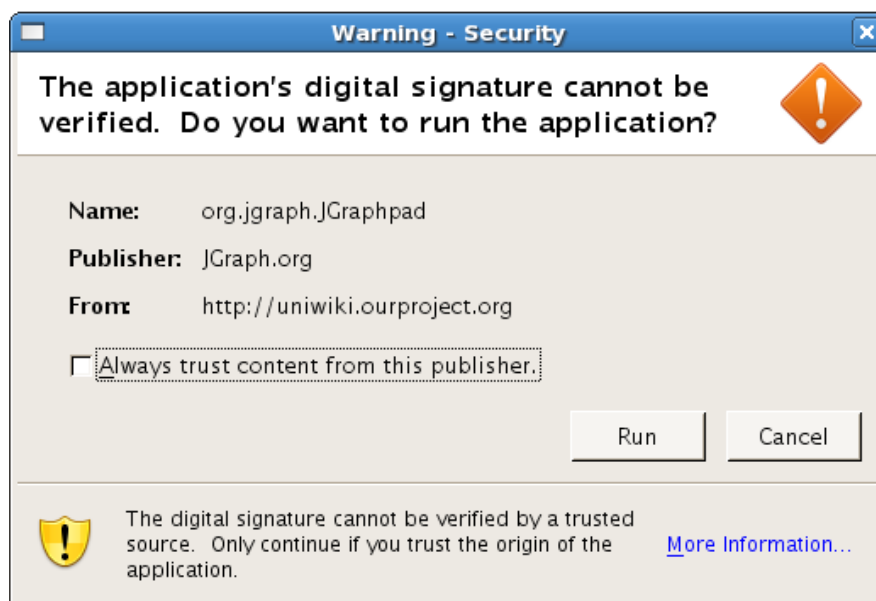 Warning - Security
The application's digital signature cannot be
verified.  Do you want to run the application?
Name: org.jgraph.JGraphpad
Publisher: JGraph.org
From: http://uniwiki.ourproject.org
Always trust content from this publisher.
Run Cancel
The digital signature cannot be verified by a trusted
source.  Only continue if you trust the origin of the
application.
More Information...